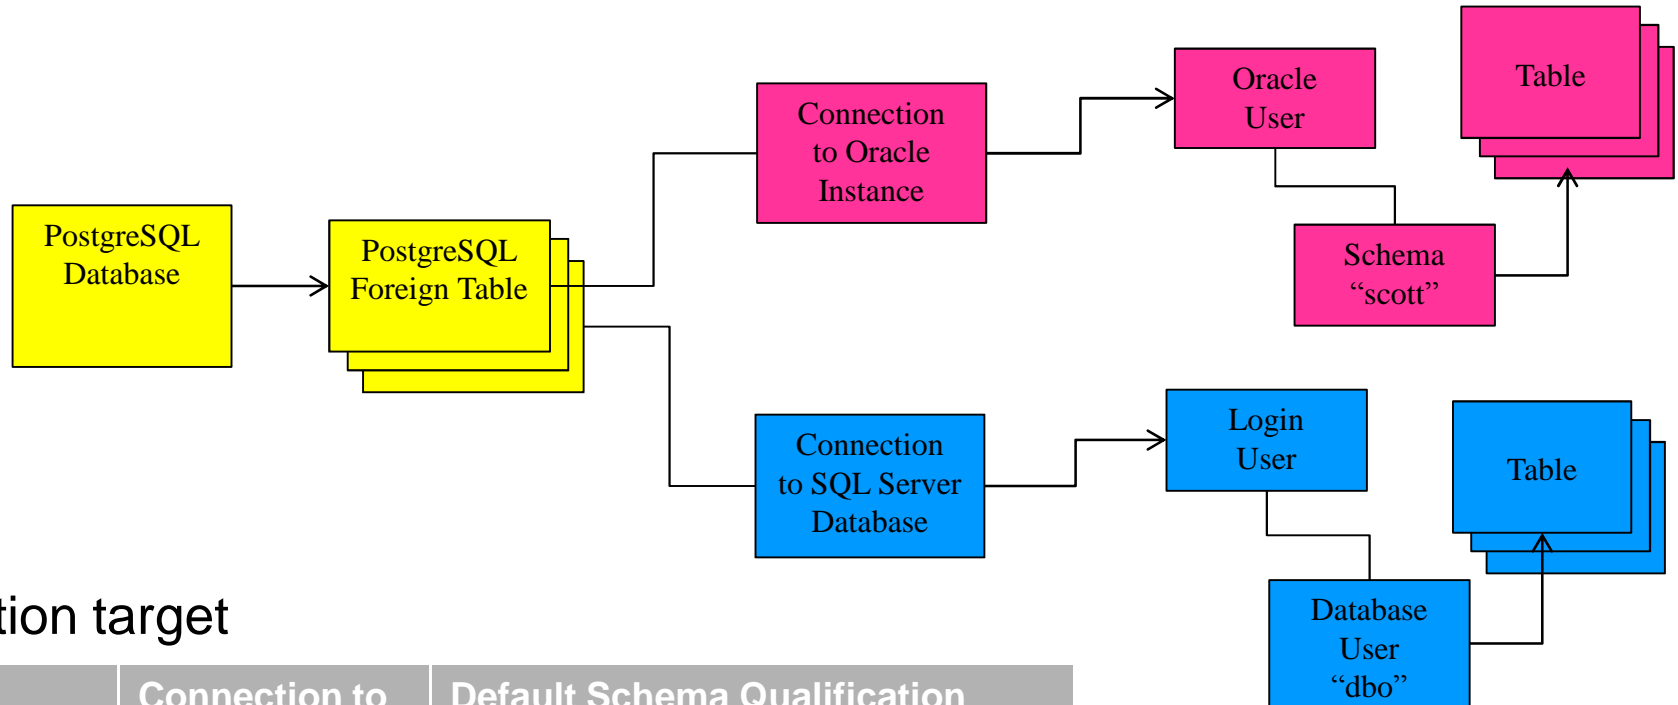 Oracle
User
Table
Connection
to Oracle
Instance
PostgreSQL
Database
PostgreSQL
Foreign Table
Schema
“scott”
Connection
to SQL Server
Database
Login
User
Table
Database
User
“dbo”
tion target
Connection to
Default Schema Qualification